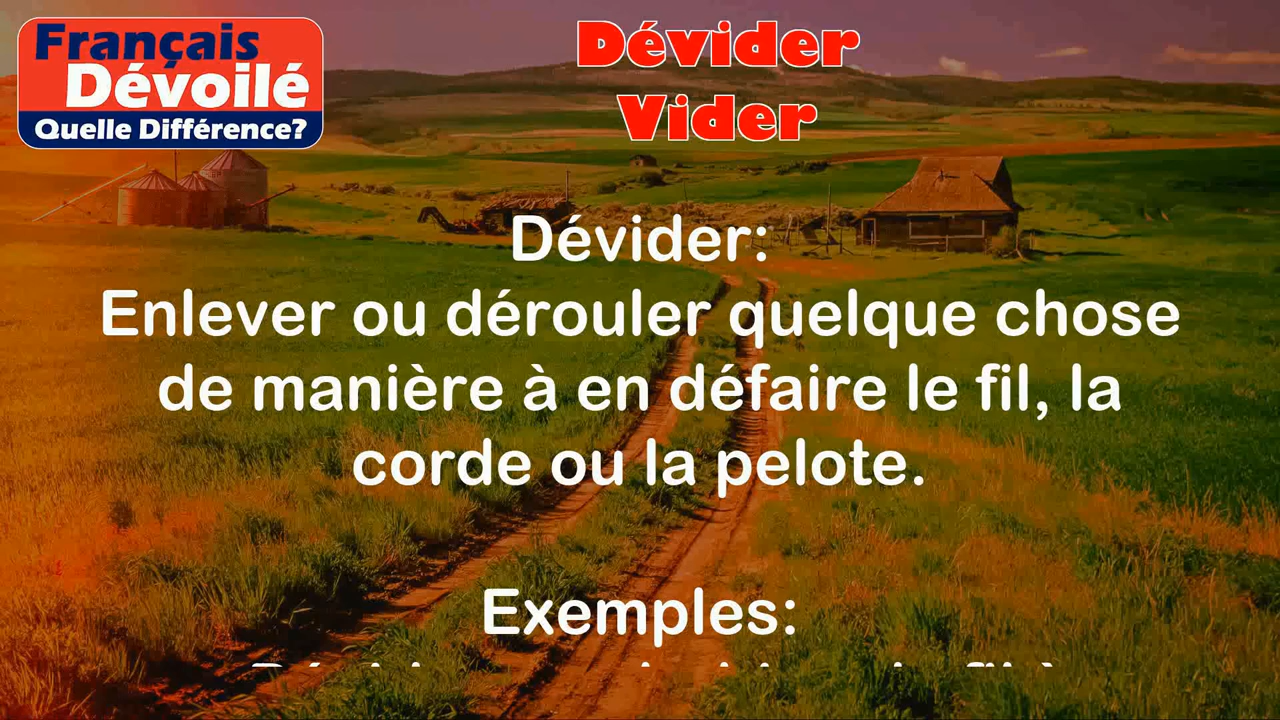 Français
Dévoilé
Quelle Différence?
Dévider
Vider
Dévider:
Enlever ou dérouler quelque chose
de manière à en défaire le fil, la
corde ou la pelote.
Exemples: